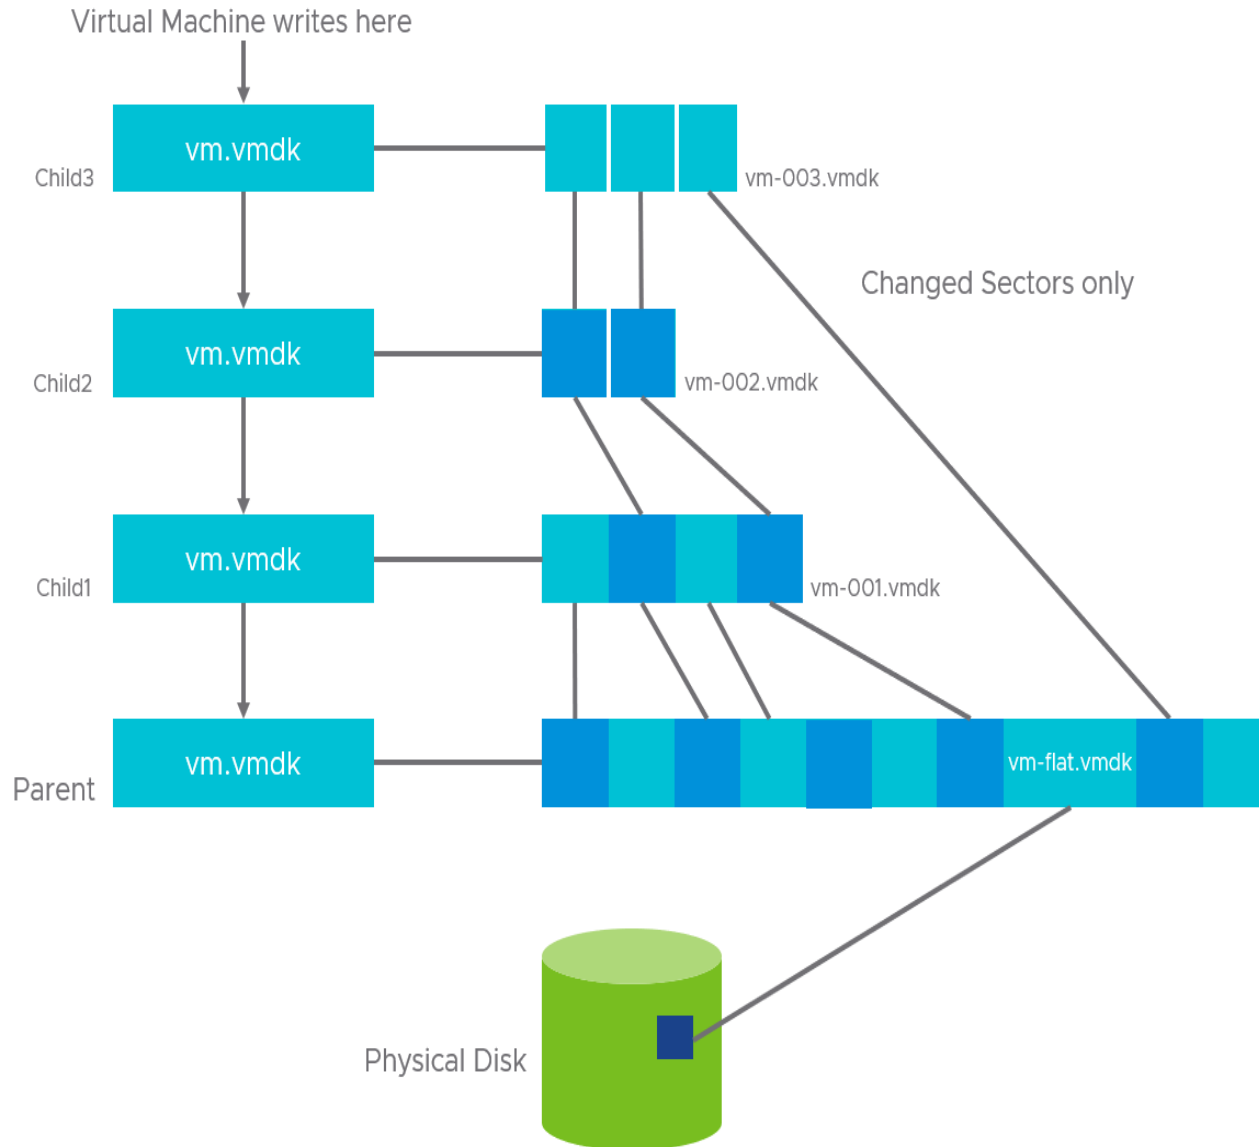 Virtual Machine writes here
vm.vmdk
Child3
vm-003.vmdk
Changed Sectors only
vm.vmdk
Child2
vm-002.vmdk
vm.vmdk
Child1
vm-001.vmdk
vm.vmdk
Parent
vm-flat.vmdk
Physical Disk